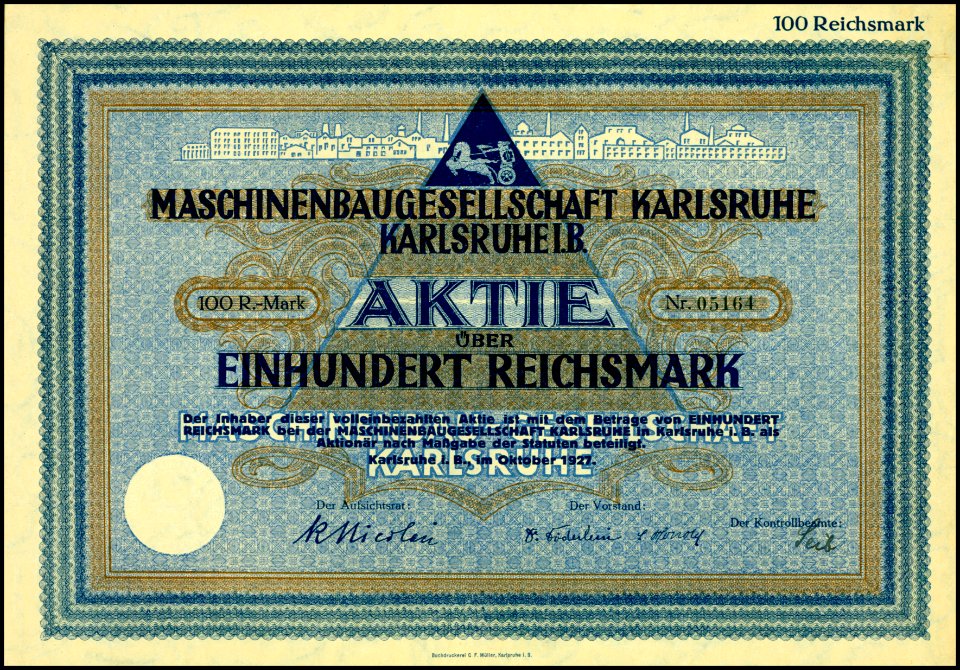 100 Reichsmark
MASCHINENBAUGESELLSCHAFT KARLSRUHE
KARLSRUHE I.B.
100 R.-Mark
AKTIE
Nr. 05164
ÜBER
EINHUNDERT REICHSMARK
Der Inhaber dieser volleinbezahlten Aktie ist mit dem Betrage von EINHUNDERT
REICHSMARK bei der MASCHINENBAUGESELLSCHAFT KARLSRUHE in Karlsruhe i. B. als
Aktionär nach Maßgabe der Statuten beteiligt.
Karlsruhe i. B., im Oktober 1927.
KARLSRUHE
Der Aufsichtsrat:
Der Vorstand:
Der Kontrollbeamte:
Buchdruckerei C. F. Müller, Karlsruhe i. B.